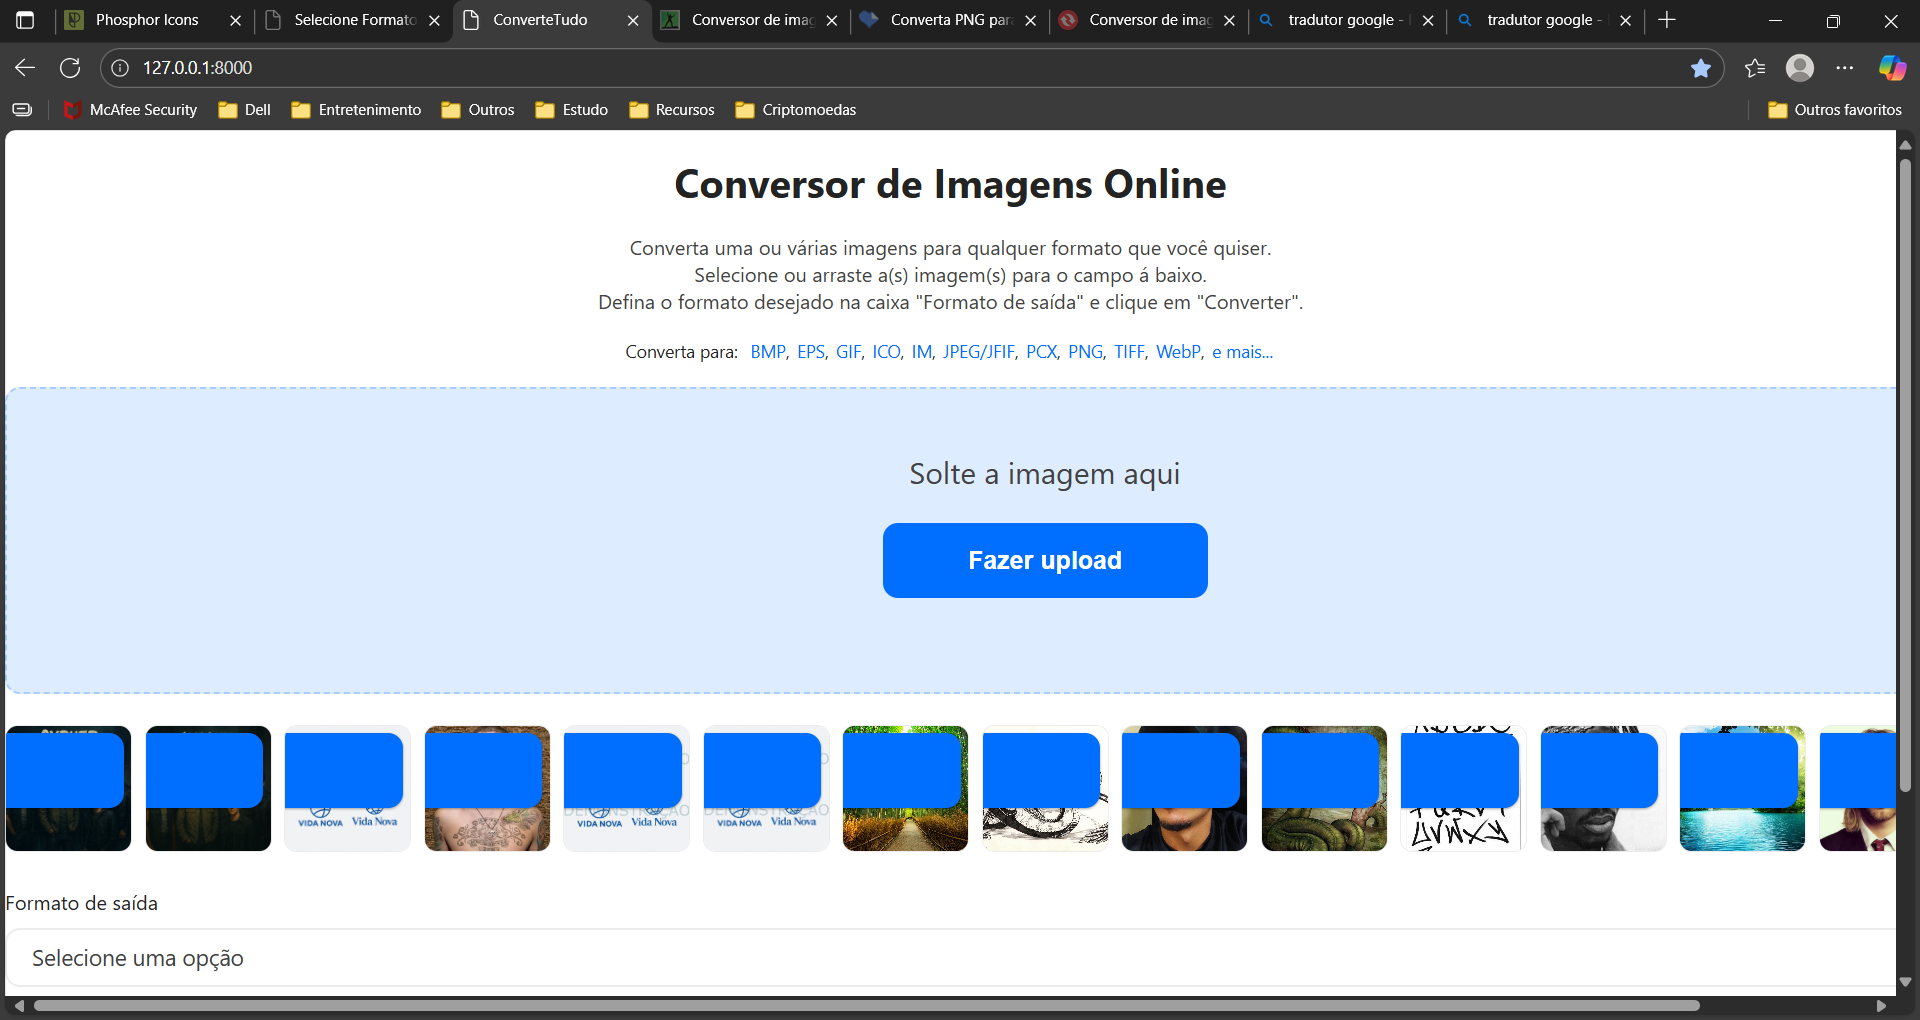 Phosphor Icons
Selecione Formato
ConverteTudo
Conversor de imag
Converta PNG par
Conversor de imag
tradutor google -
tradutor google -
127.0.0.1:8000
McAfee Security
Dell
Entretenimento
Outros
Estudo
Recursos
Criptomoedas
Outros favoritos
Conversor de Imagens Online
Converta uma ou várias imagens para qualquer formato que você quiser.
Selecione ou arraste a(s) imagem(s) para o campo á baixo.
Defina o formato desejado na caixa "Formato de saída" e clique em "Converter".
Converta para: BMP, EPS, GIF, ICO, IM, JPEG/JFIF, PCX, PNG, TIFF, WebP, e mais...
Solte a imagem aqui
Fazer upload
VIDA NOVA Vida Nova
VIDA NOVA Vida Nova
VIDA NOVA Vida Nova
Formato de saída
Selecione uma opção